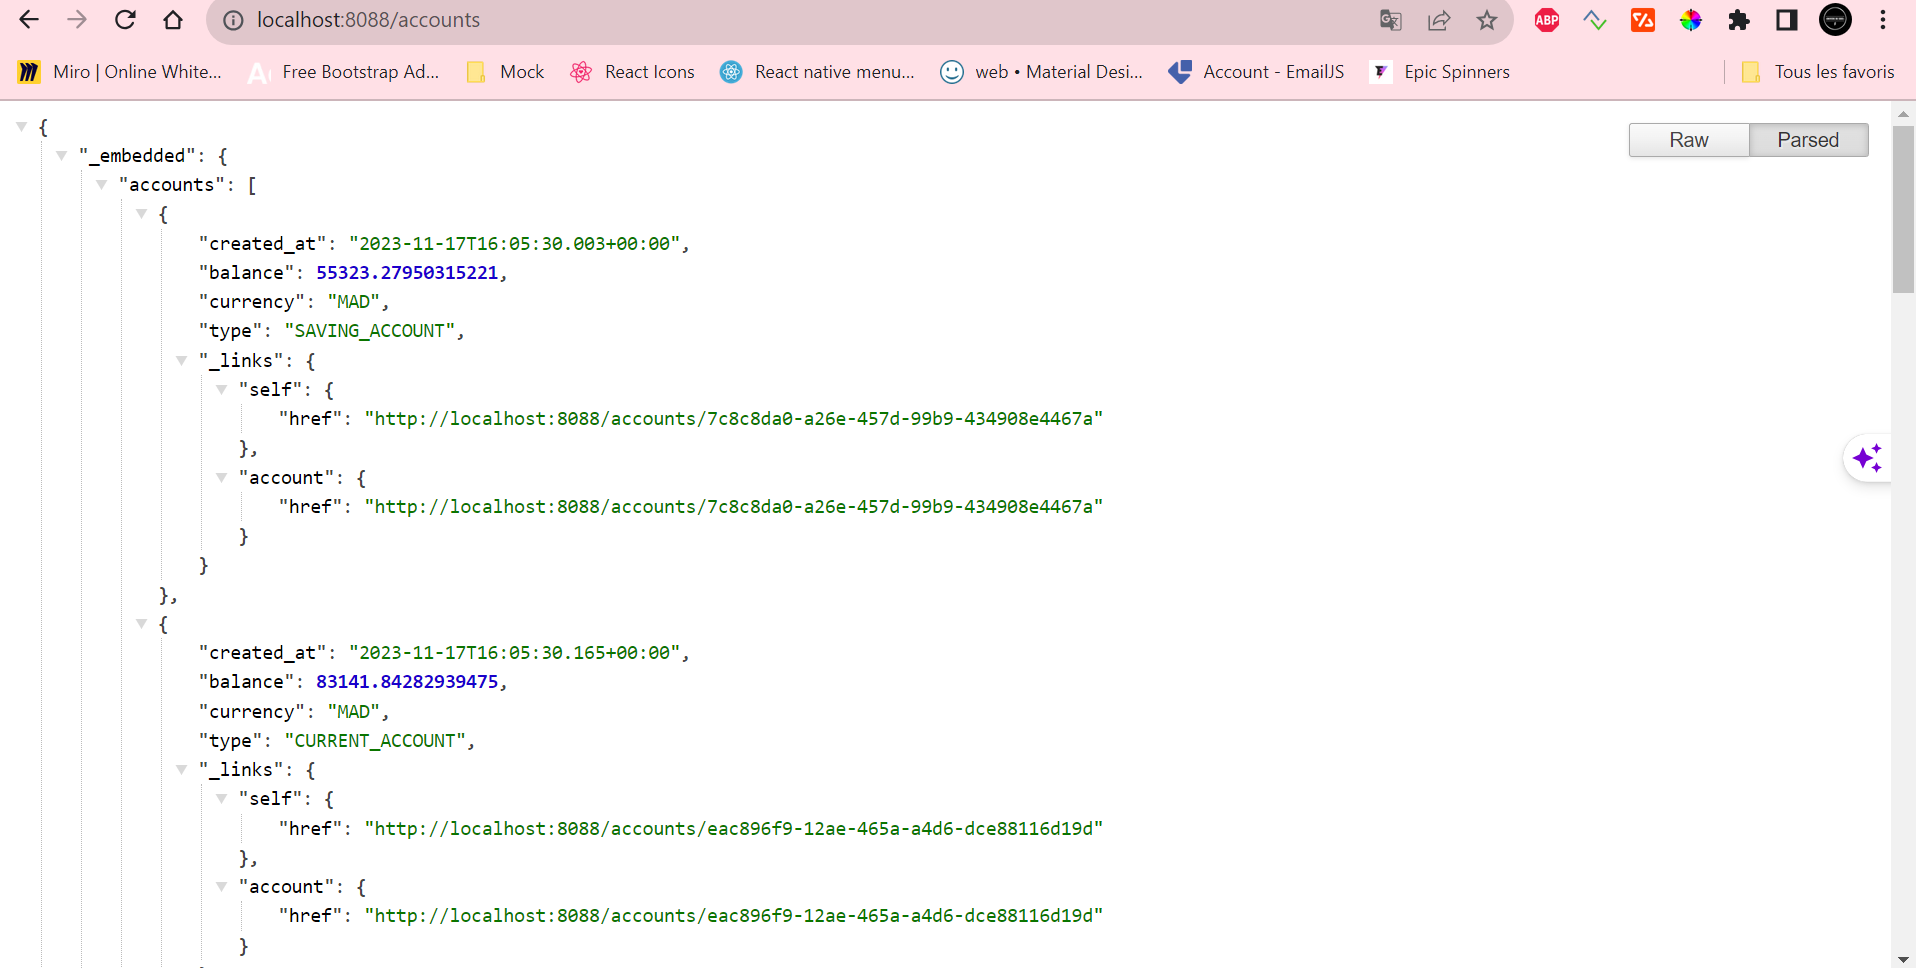 localhost:8088/accounts
ABP
Miro | Online White... Free Bootstrap Ad... Mock React Icons React native menu... web • Material Desi... Account - EmailJS Epic Spinners Tous les favoris
Raw Parsed
{
"_embedded": {
"accounts": [
{
"created_at": "2023-11-17T16:05:30.003+00:00",
"balance": 55323.27950315221,
"currency": "MAD",
"type": "SAVING_ACCOUNT",
"_links": {
"self": {
"href": "http://localhost:8088/accounts/7c8c8da0-a26e-457d-99b9-434908e4467a"
},
"account": {
"href": "http://localhost:8088/accounts/7c8c8da0-a26e-457d-99b9-434908e4467a"
}
}
},
{
"created_at": "2023-11-17T16:05:30.165+00:00",
"balance": 83141.84282939475,
"currency": "MAD",
"type": "CURRENT_ACCOUNT",
"_links": {
"self": {
"href": "http://localhost:8088/accounts/eac896f9-12ae-465a-a4d6-dce88116d19d"
},
"account": {
"href": "http://localhost:8088/accounts/eac896f9-12ae-465a-a4d6-dce88116d19d"
}